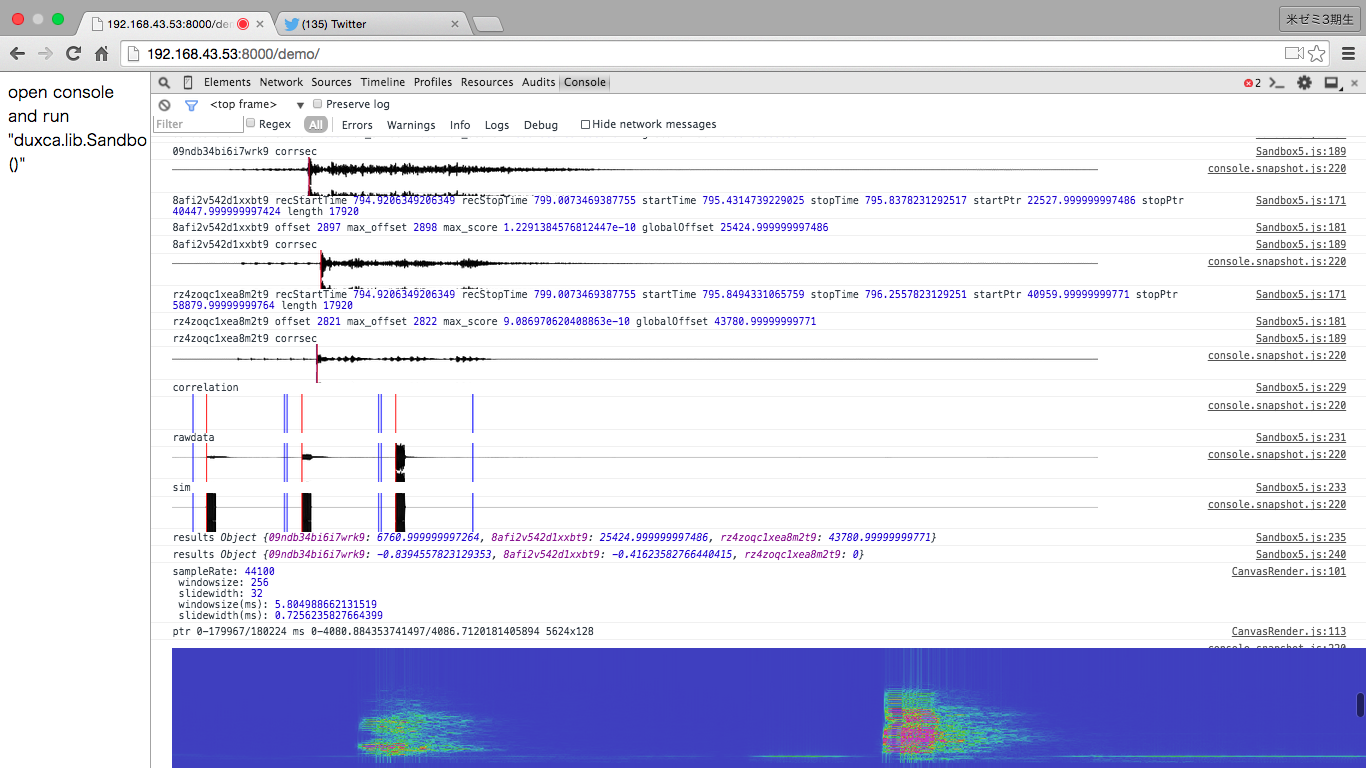 192.168.43.53:8000/den
(135) Twitter
米ゼミ3期生
192.168.43.53:8000/demo/
open console
and run
"duxca.lib.Sandbo
()"
Elements Network Sources Timeline Profiles Resources Audits Console
2
<top frame> Preserve log
Filter Regex All Errors Warnings Info Logs Debug Hide network messages
09ndb34bi6i7wrk9 corrsec Sandbox5.js:189
console.snapshot.js:220
8afi2v542d1xxbt9 recStartTime 794.9206349206349 recStopTime 799.0073469387755 startTime 795.4314739229025 stopTime 795.8378231292517 startPtr 22527.999999997486 stopPtr Sandbox5.js:171
40447.999999997424 length 17920
8afi2v542d1xxbt9 offset 2897 max_offset 2898 max_score 1.2291384576812447e-10 globalOffset 25424.999999997486 Sandbox5.js:181
8afi2v542d1xxbt9 corrsec Sandbox5.js:189
console.snapshot.js:220
rz4zoqc1xea8m2t9 recStartTime 794.9206349206349 recStopTime 799.0073469387755 startTime 795.8494331065759 stopTime 796.2557823129251 startPtr 40959.99999999771 stopPtr Sandbox5.js:171
58879.99999999764 length 17920
rz4zoqc1xea8m2t9 offset 2821 max_offset 2822 max_score 9.086970620408863e-10 globalOffset 43780.99999999771 Sandbox5.js:181
rz4zoqc1xea8m2t9 corrsec Sandbox5.js:189
console.snapshot.js:220
correlation Sandbox5.js:229
console.snapshot.js:220
rawdata Sandbox5.js:231
console.snapshot.js:220
sim Sandbox5.js:233
console.snapshot.js:220
results Object {09ndb34bi6i7wrk9: 6760.999999997264, 8afi2v542d1xxbt9: 25424.999999997486, rz4zoqc1xea8m2t9: 43780.99999999771} Sandbox5.js:235
results Object {09ndb34bi6i7wrk9: -0.8394557823129353, 8afi2v542d1xxbt9: -0.41623582766440415, rz4zoqc1xea8m2t9: 0} Sandbox5.js:240
sampleRate: 44100 CanvasRender.js:101
windowsize: 256
slidewidth: 32
windowsize(ms): 5.804988662131519
slidewidth(ms): 0.7256235827664399
ptr 0-179967/180224 ms 0-4080.884353741497/4086.7120181405894 5624x128 CanvasRender.js:113
console.snapshot.js:220